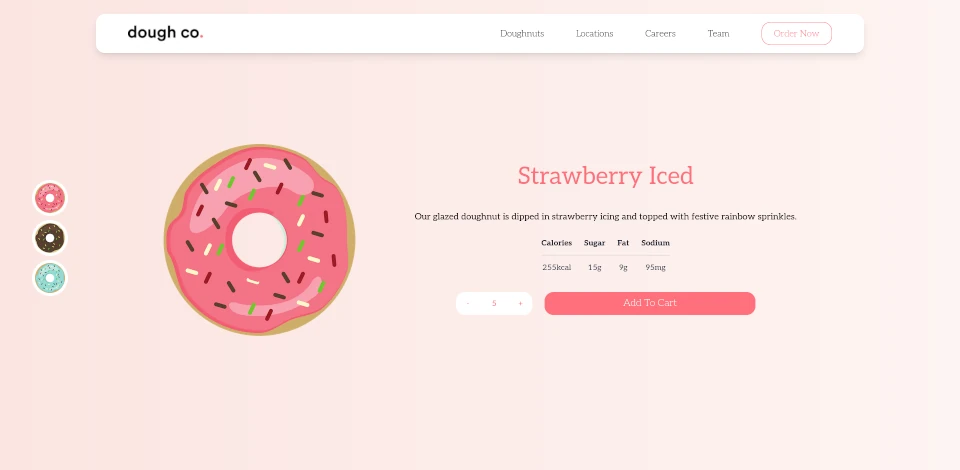 dough co.
Doughnuts Locations Careers Team Order Now
Strawberry Iced
Our glazed doughnut is dipped in strawberry icing and topped with festive rainbow sprinkles.
Calories Sugar Fat Sodium
255kcal 15g 9g 95mg
- 5 + Add To Cart